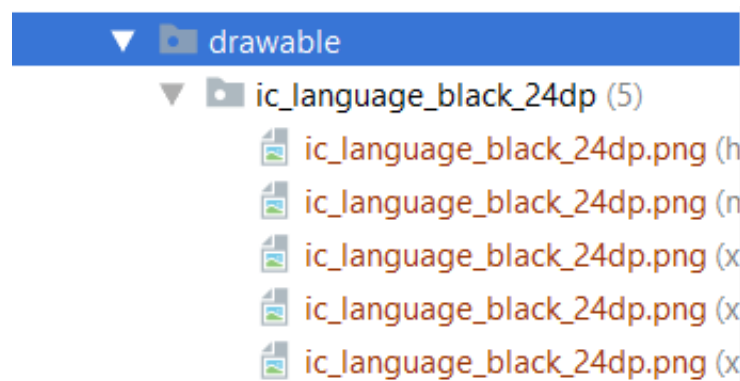 drawable
ic_language_black_24dp (5)
ic_language_black_24dp.png (h
ic_language_black_24dp.png (n
ic_language_black_24dp.png (x
ic_language_black_24dp.png (x
ic_language_black_24dp.png (x